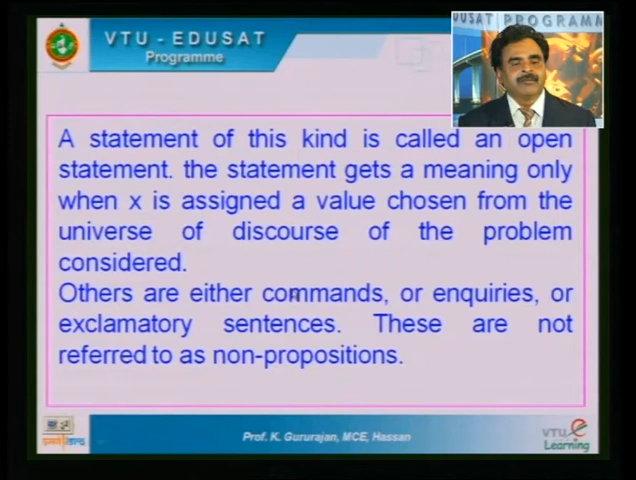 VTU - EDUSAT
Programme
DUSAT PROGRAMM
A statement of this kind is called an open
statement. the statement gets a meaning only
when x is assigned a value chosen from the
universe of discourse of the problem
considered.
Others are either commands, or enquiries, or
exclamatory sentences. These are not
referred to as non-propositions.
Prof. K. Gururajan, MCE, Hassan
VTU e
Learning